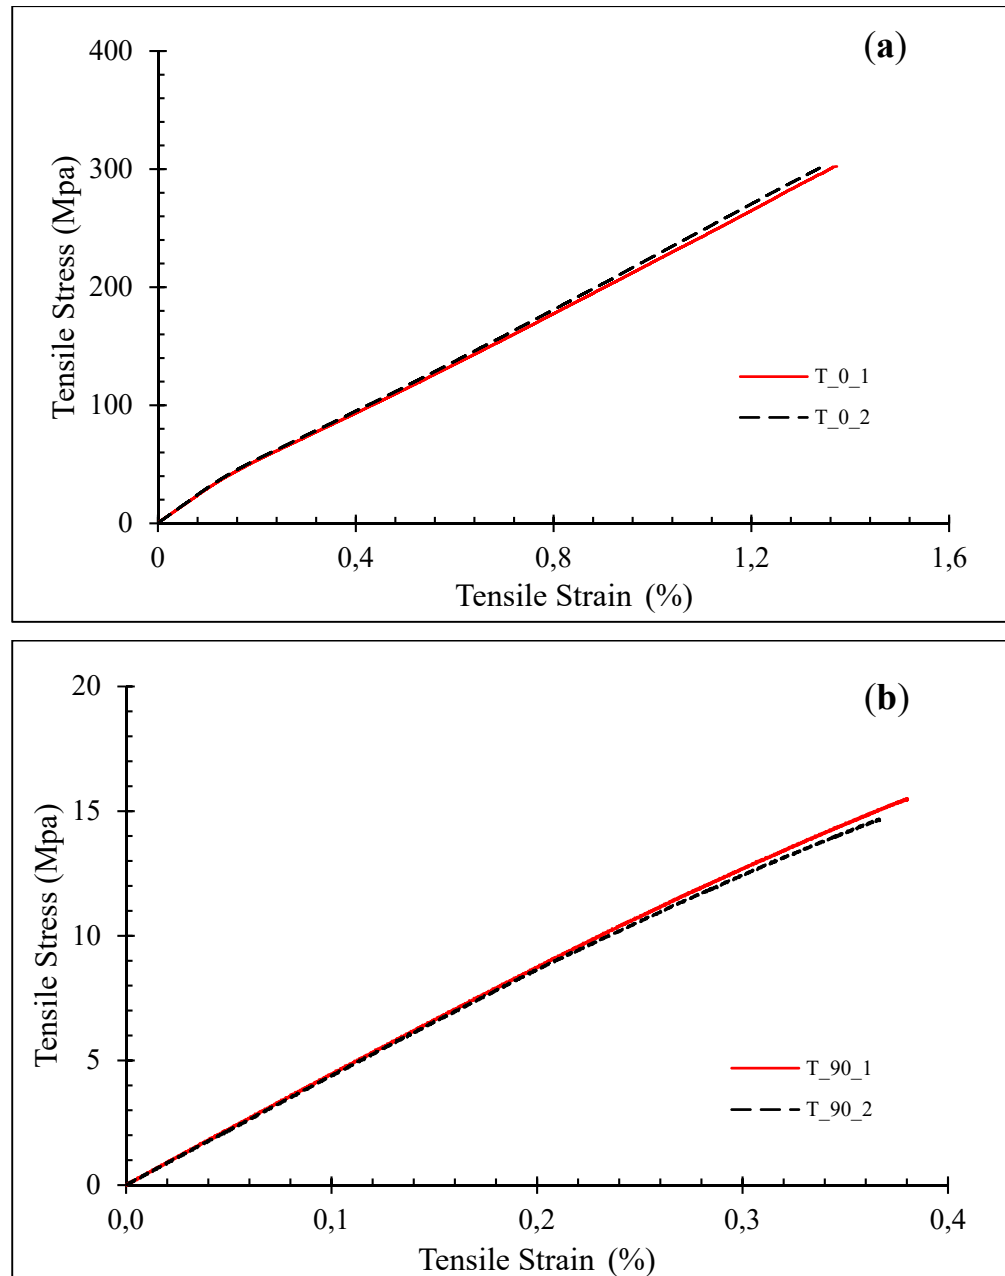 (a)
400
300
200
100
0
Tensile Stress (Mpa)
T_0_1
T_0_2
0
0,4
0,8
1,2
1,6
Tensile Strain (%)
(b)
20
15
10
5
0
Tensile Stress (Mpa)
T_90_1
T_90_2
0,0
0,1
0,2
0,3
0,4
Tensile Strain (%)